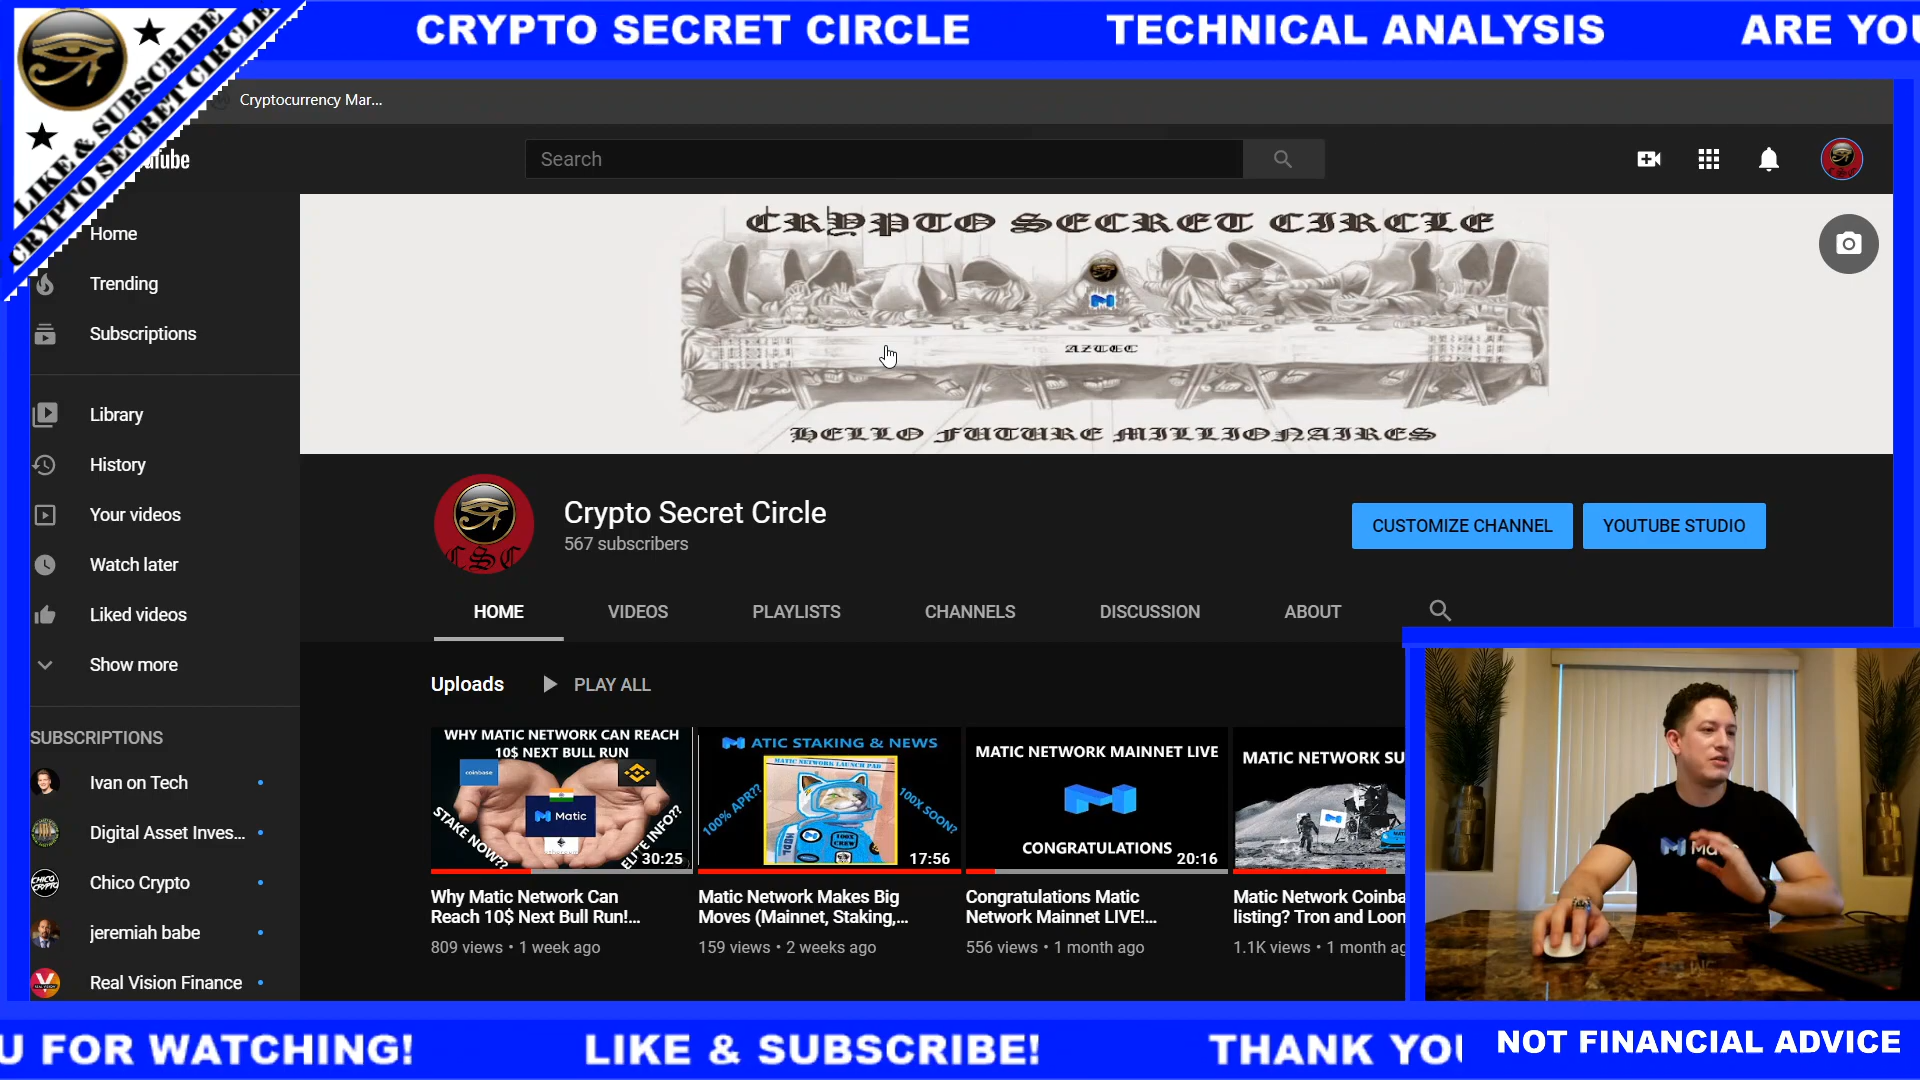 CRYPTO SECRET CIRCLE
TECHNICAL ANALYSIS
ARE YOU
LIKE & SUBSCRIBE
CRYPTO SECRET CIRCLE
Cryptocurrency Mar...
Search
Home
Trending
Subscriptions
Library
History
Your videos
Watch later
Liked videos
Show more
SUBSCRIPTIONS
Ivan on Tech
Digital Asset Inves...
Chico Crypto
jeremiah babe
Real Vision Finance
CRYPTO SECRET CIRCLE
AZTEC
HELLO FUTURE MILLIONAIRES
CSC
Crypto Secret Circle
567 subscribers
CUSTOMIZE CHANNEL
YOUTUBE STUDIO
HOME
VIDEOS
PLAYLISTS
CHANNELS
DISCUSSION
ABOUT
Uploads
PLAY ALL
WHY MATIC NETWORK CAN REACH
10$ NEXT BULL RUN
coinbase
Matic
STAKE NOW??
30:25
Why Matic Network Can
Reach 10$ Next Bull Run!...
809 views • 1 week ago
ATIC STAKING & NEWS
MATIC NETWORK LAUNCH PAD
100% APR??
100X SOON?
17:56
Matic Network Makes Big
Moves (Mainnet, Staking,...
159 views • 2 weeks ago
MATIC NETWORK MAINNET LIVE
CONGRATULATIONS
20:16
Congratulations Matic
Network Mainnet LIVE!...
556 views • 1 month ago
MATIC NETWORK SU
Matic Network Coinba
listing? Tron and Loon
1.1K views • 1 month ag
U FOR WATCHING!
LIKE & SUBSCRIBE!
THANK YOU
NOT FINANCIAL ADVICE